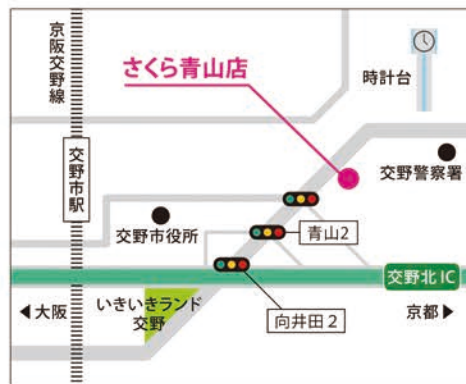 京阪交野線
さくら青山店
時計台
交野市駅
交野警察署
交野市役所
青山2
交野北 IC
◀大阪
いきいきランド
交野
向井田 2
京都▶